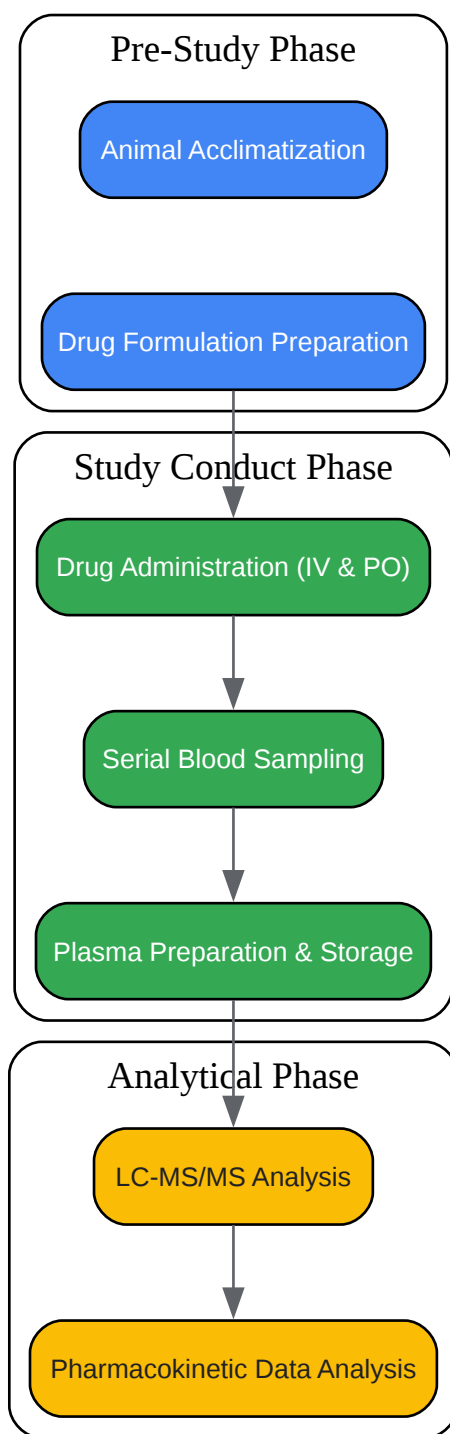 Pre-Study Phase
Animal Acclimatization
Drug Formulation Preparation
Study Conduct Phase
Drug Administration (IV & PO)
Serial Blood Sampling
Plasma Preparation & Storage
Analytical Phase
LC-MS/MS Analysis
Pharmacokinetic Data Analysis